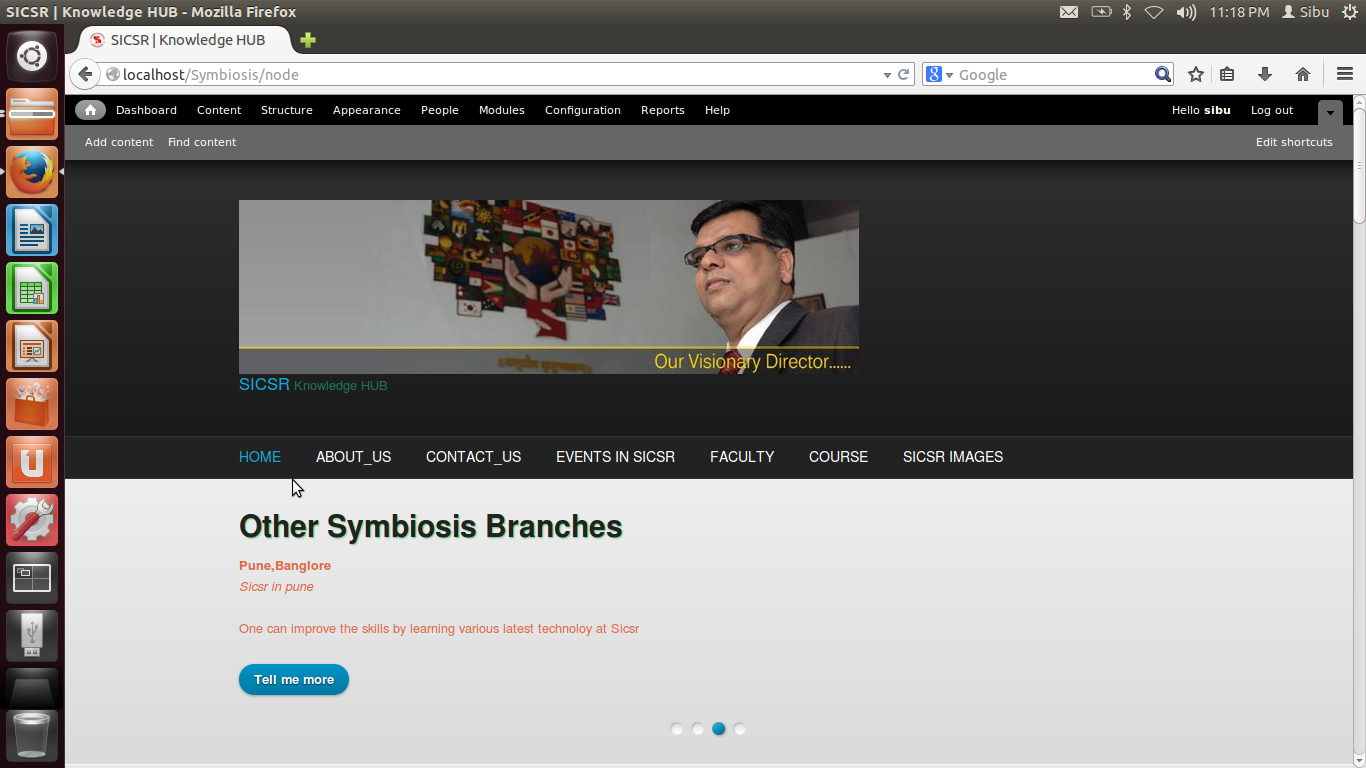 SICSR | Knowledge HUB - Mozilla Firefox
11:18 PM Sibu
SICSR | Knowledge HUB
localhost/Symbiosis/node
Google
Dashboard Content Structure Appearance People Modules Configuration Reports Help
Hello sibu Log out
Add content Find content
Edit shortcuts
Our Visionary Director......
SICSR Knowledge HUB
HOME ABOUT_US CONTACT_US EVENTS IN SICSR FACULTY COURSE SICSR IMAGES
Other Symbiosis Branches
Pune,Banglore
Sicsr in pune
One can improve the skills by learning various latest technoloy at Sicsr
Tell me more